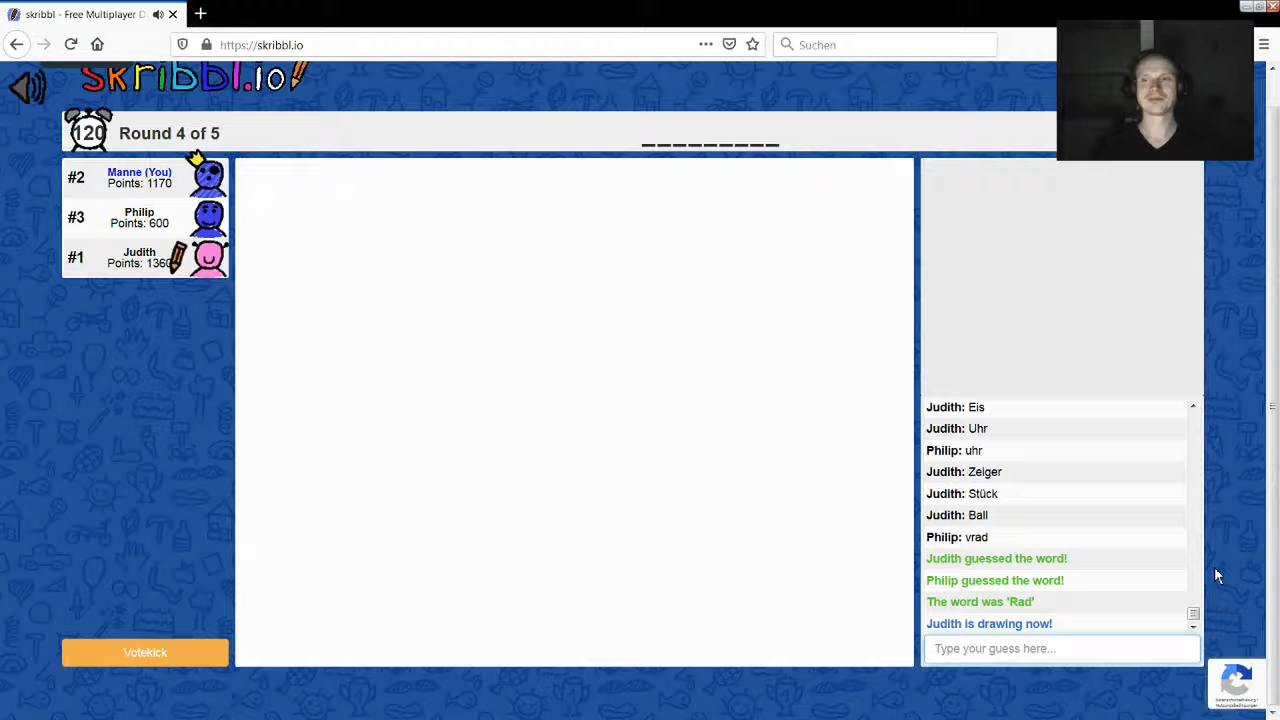 skribbl - Free Multiplayer D
https://skribbl.io
Suchen
skribbl.io!
120
Round 4 of 5
_ _ _ _ _ _ _ _ _
#2
Manne (You)
Points: 1170
#3
Philip
Points: 600
#1
Judith
Points: 1360
Judith: Eis
Judith: Uhr
Philip: uhr
Judith: Zeiger
Judith: Stück
Judith: Ball
Philip: vrad
Judith guessed the word!
Philip guessed the word!
The word was 'Rad'
Judith is drawing now!
Type your guess here...
Votekick